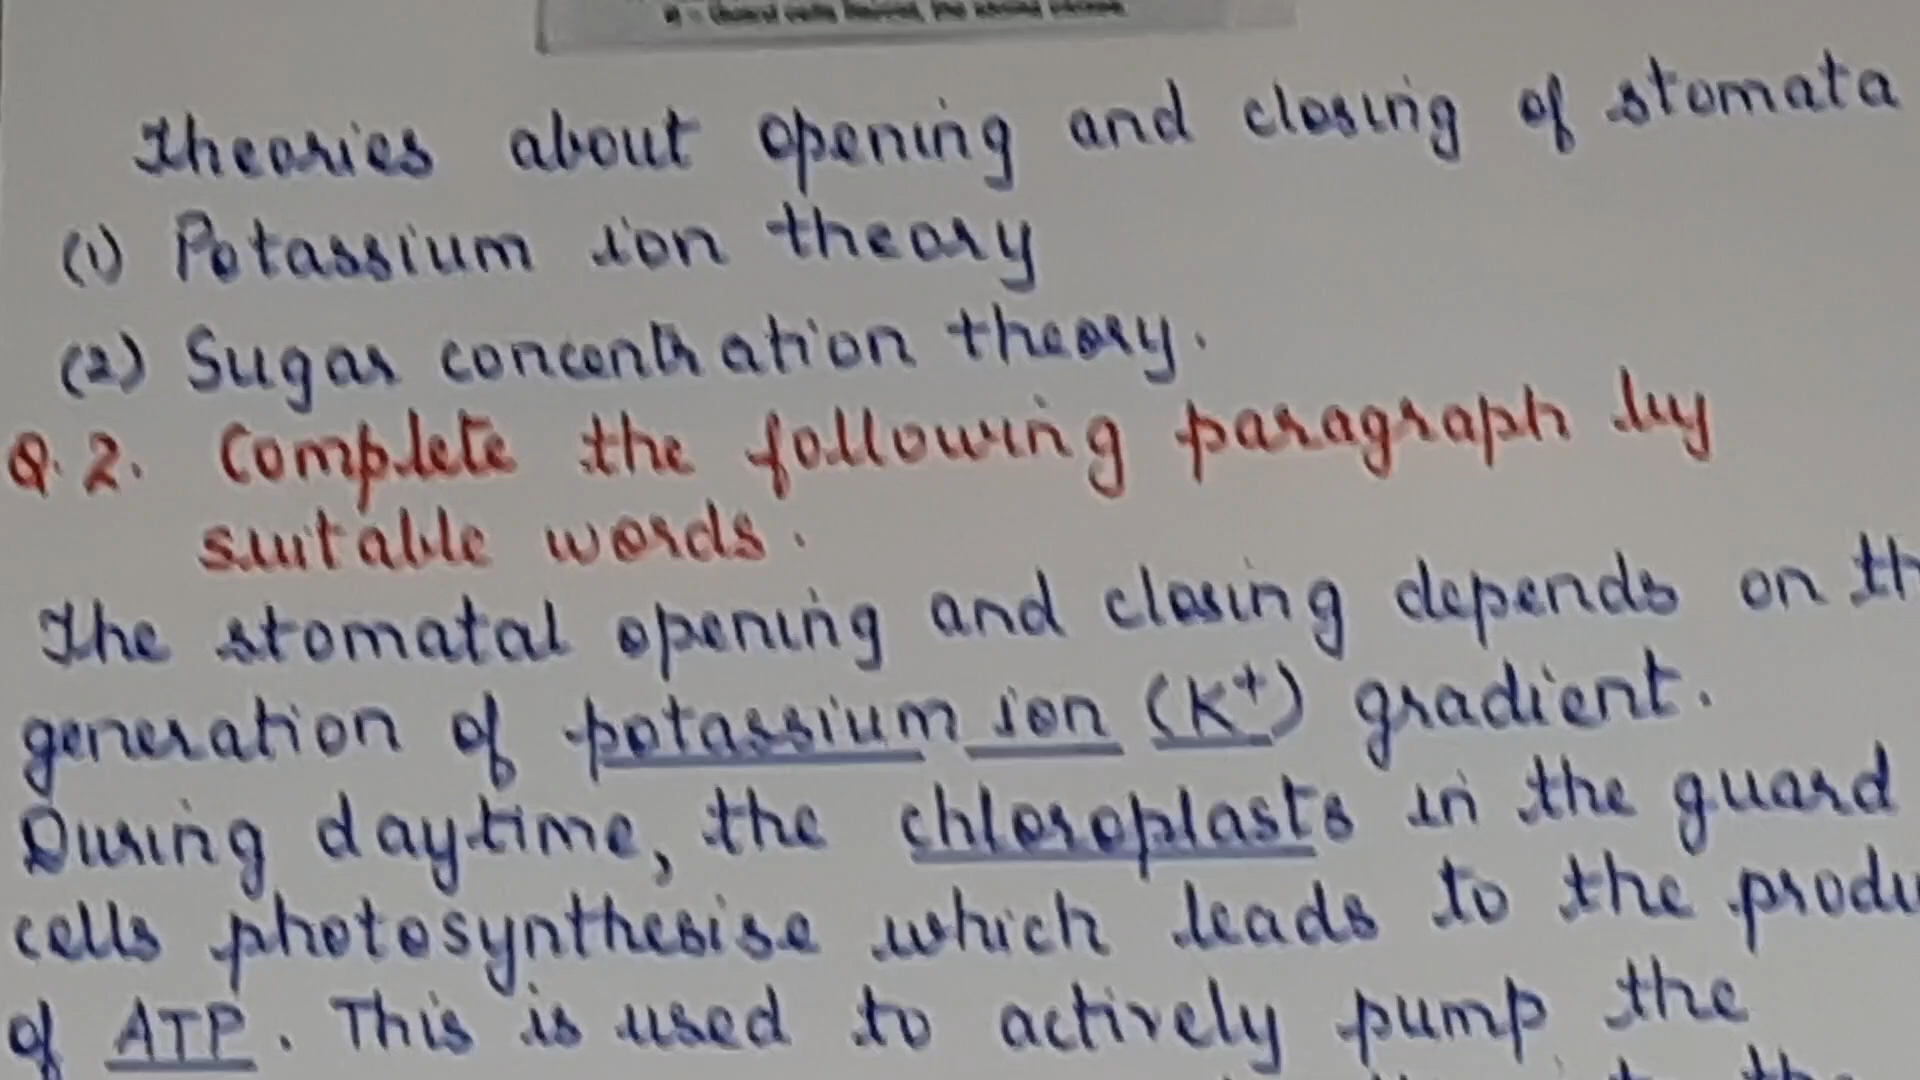 Theories about opening and closing of stomata
(1) Potassium ion theory
(2) Sugar concentration theory.
Q.2. Complete the following paragraph by
suitable words.
The stomatal opening and closing depends on th
generation of potassium ion (K+) gradient.
During daytime, the chloroplasts in the guard
cells photosynthesise which leads to the produ
of ATP. This is used to actively pump the